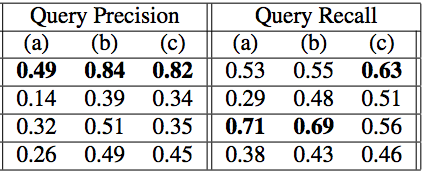 Query Precision Query Recall
(a) (b) (c) (a) (b) (c)
0.49 0.84 0.82 0.53 0.55 0.63
0.14 0.39 0.34 0.29 0.48 0.51
0.32 0.51 0.35 0.71 0.69 0.56
0.26 0.49 0.45 0.38 0.43 0.46